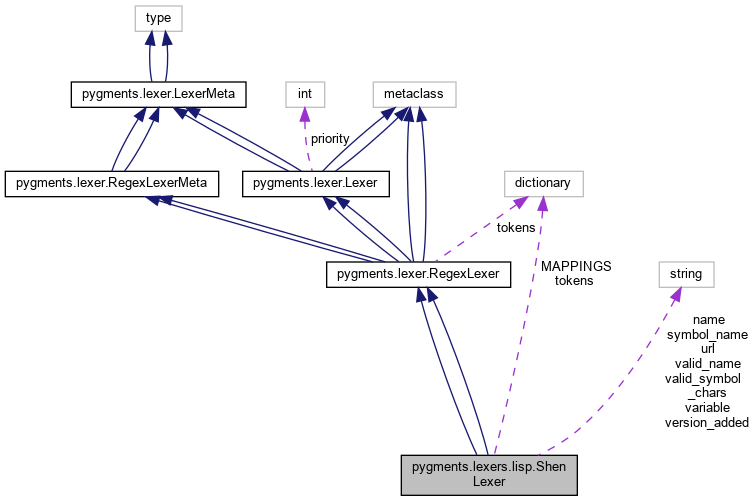 type
pygments.lexer.LexerMeta
int
metaclass
priority
pygments.lexer.RegexLexerMeta
pygments.lexer.Lexer
dictionary
tokens
pygments.lexer.RegexLexer
MAPPINGS
tokens
string
name
symbol_name
url
valid_name
valid_symbol
_chars
variable
version_added
pygments.lexers.lisp.Shen
Lexer